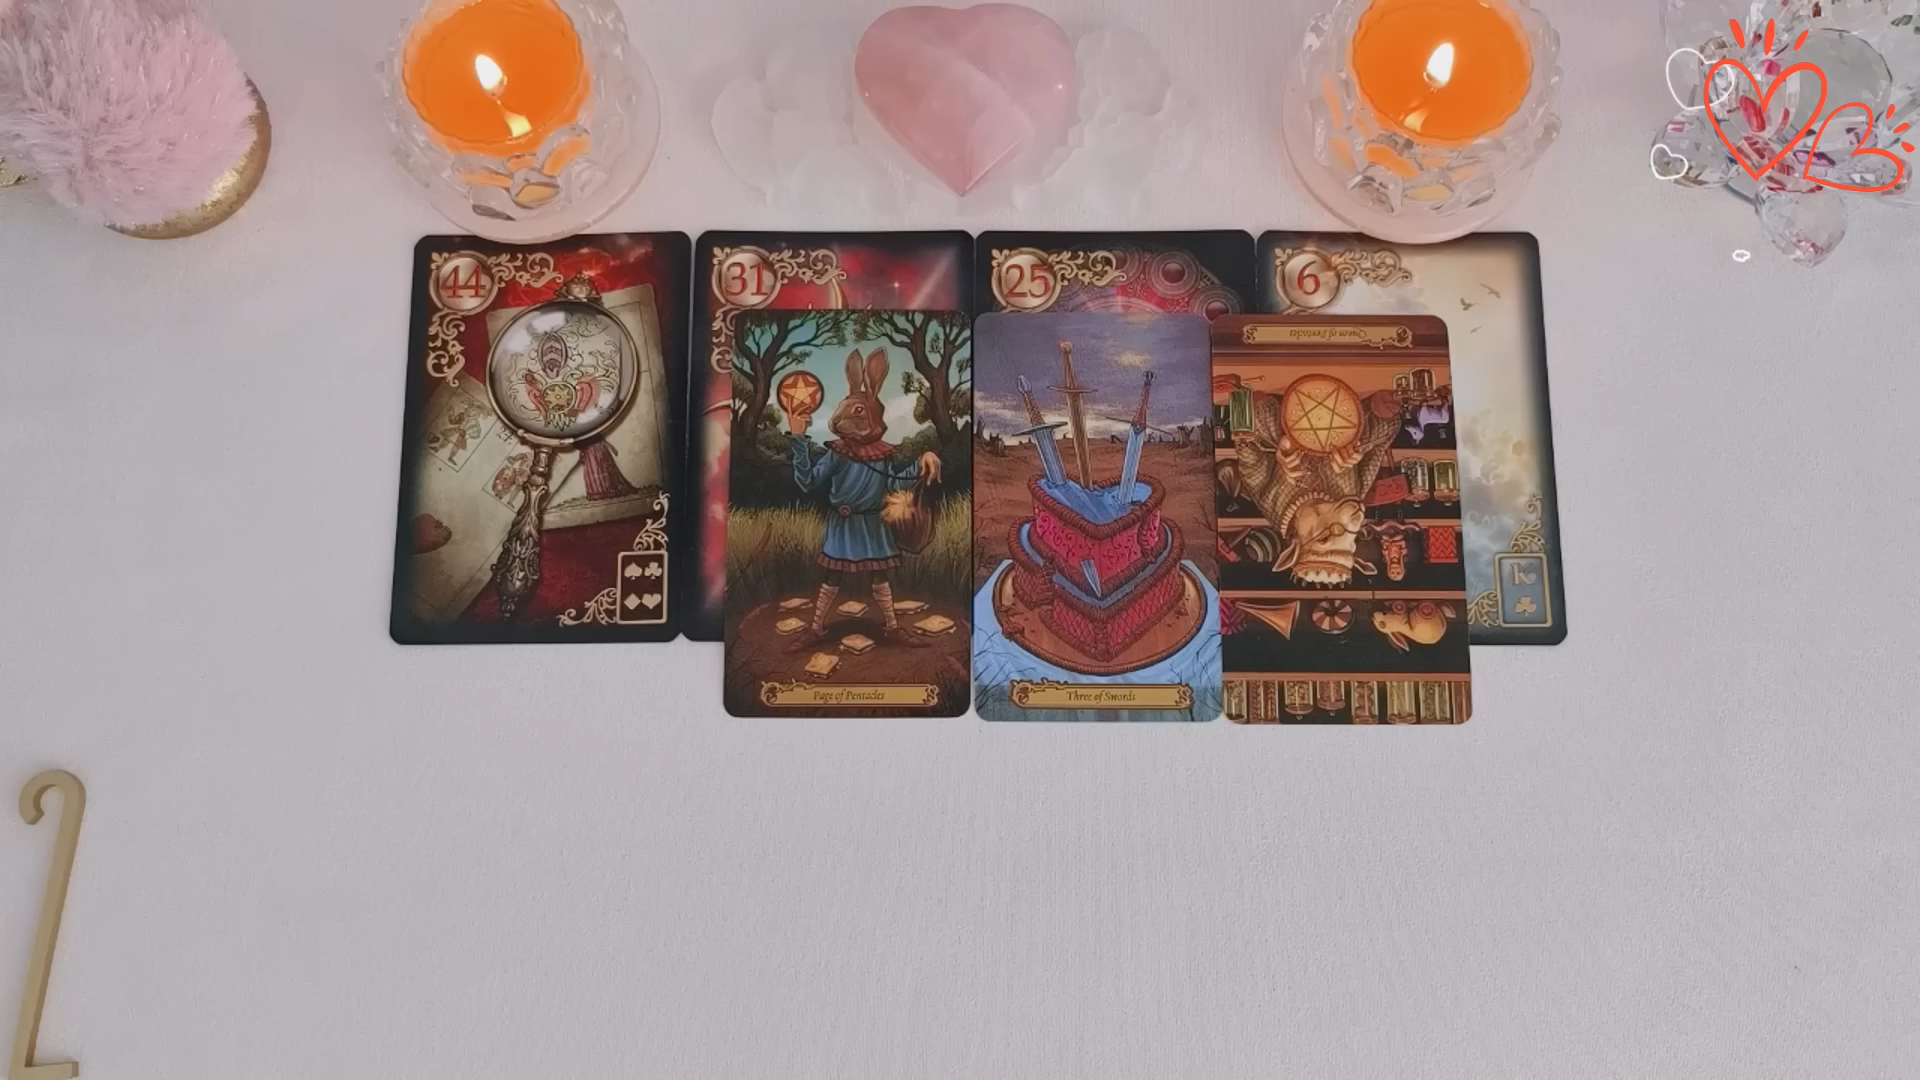 44
31
25
6
Queen of Pentacles
K
Page of Pentacles
Three of Swords